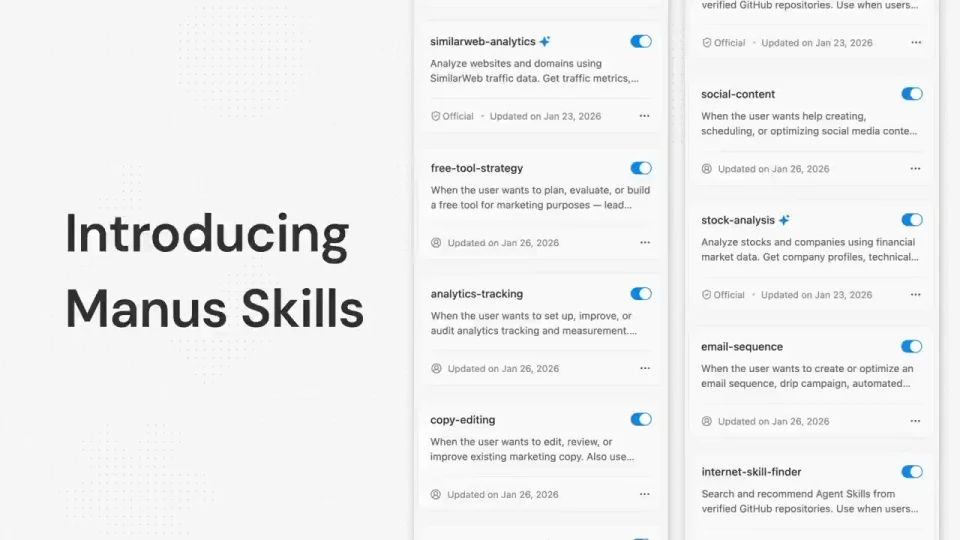 Introducing
Manus Skills
similarweb-analytics
Analyze websites and domains using
SimilarWeb traffic data. Get traffic metrics,...
Official • Updated on Jan 23, 2026
free-tool-strategy
When the user wants to plan, evaluate, or build
a free tool for marketing purposes — lead...
Updated on Jan 26, 2026
analytics-tracking
When the user wants to set up, improve, or
audit analytics tracking and measurement....
Updated on Jan 26, 2026
copy-editing
When the user wants to edit, review, or
improve existing marketing copy. Also use...
Updated on Jan 26, 2026
verified GitHub repositories. Use when users...
Official • Updated on Jan 23, 2026
social-content
When the user wants help creating,
scheduling, or optimizing social media conte...
Updated on Jan 26, 2026
stock-analysis
Analyze stocks and companies using financial
market data. Get company profiles, technical...
Official • Updated on Jan 23, 2026
email-sequence
When the user wants to create or optimize an
email sequence, drip campaign, automated...
Updated on Jan 26, 2026
internet-skill-finder
Search and recommend Agent Skills from
verified GitHub repositories. Use when users...